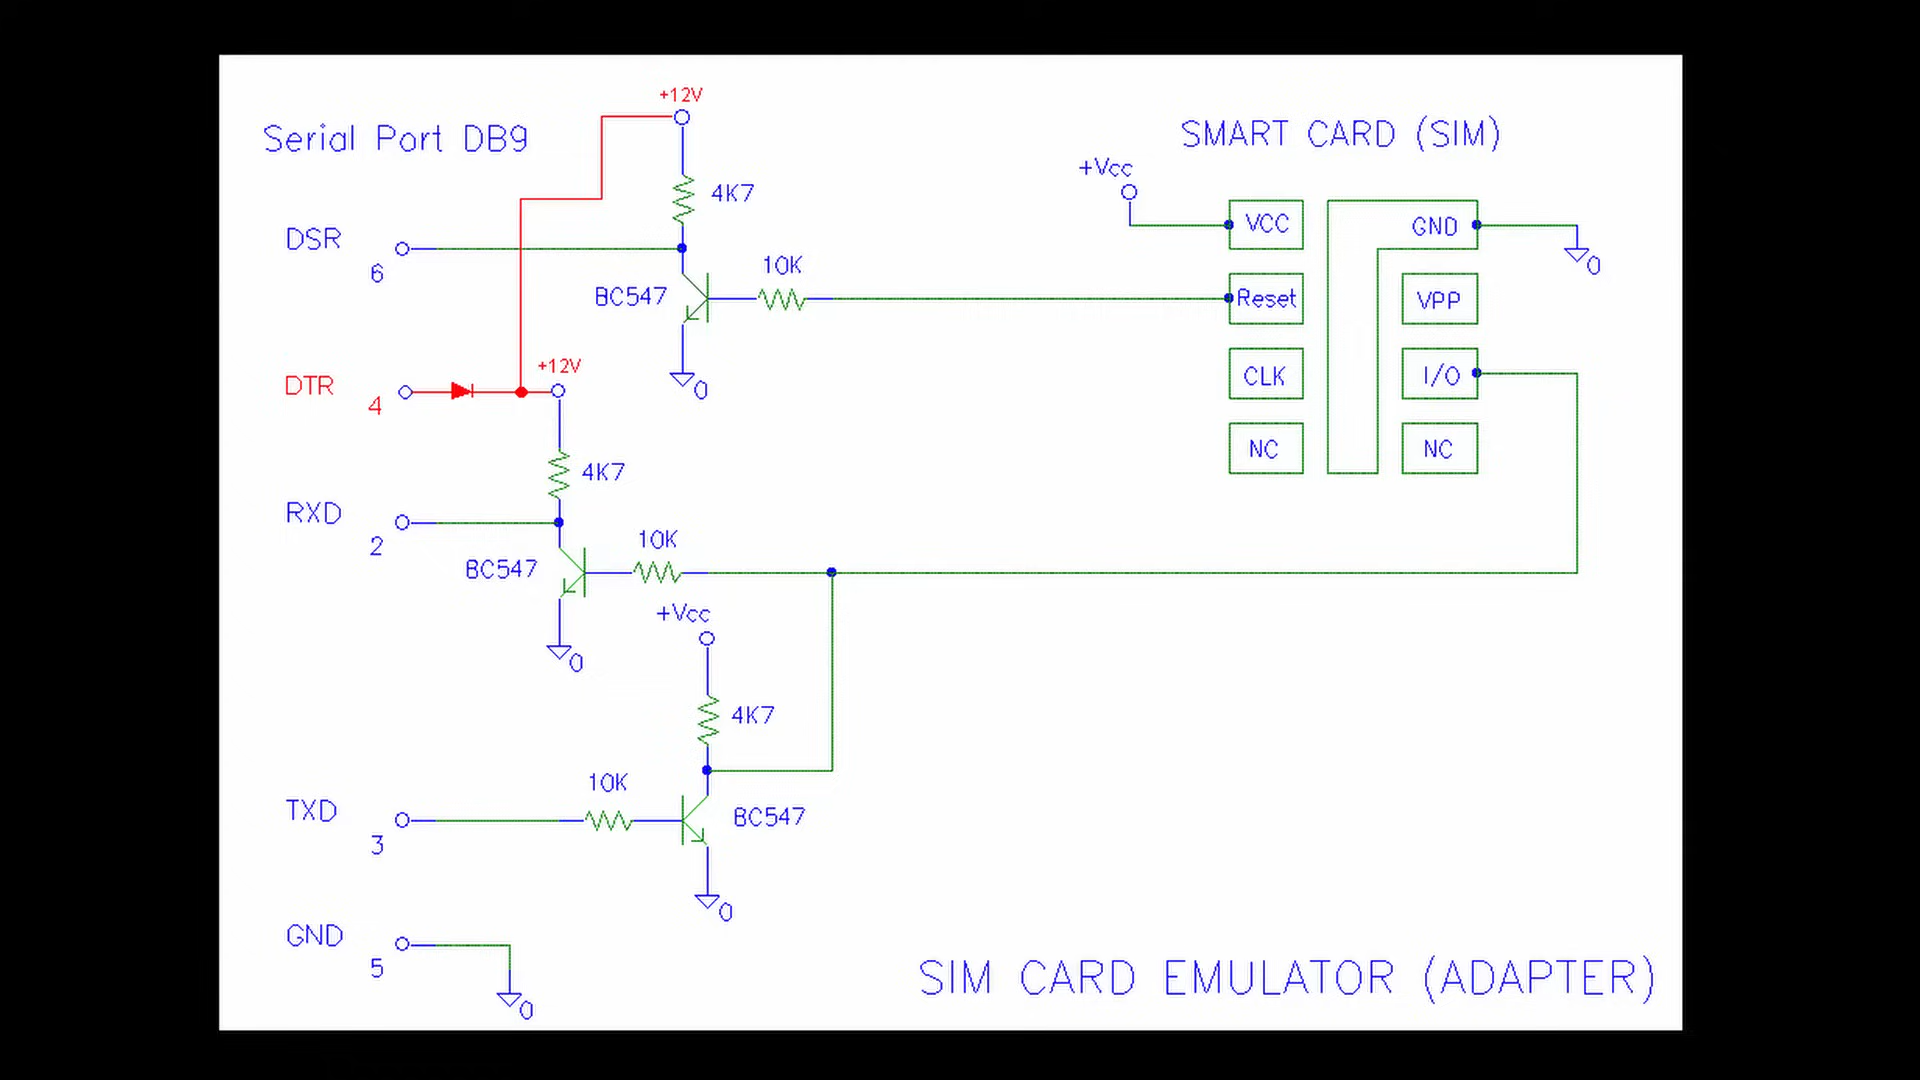 +12V
Serial Port DB9
SMART CARD (SIM)
+Vcc
4K7
DSR
6
VCC
GND
0
10K
BC547
Reset
VPP
0
DTR
4
+12V
CLK
I/O
4K7
NC
NC
RXD
2
10K
BC547
+Vcc
0
4K7
10K
TXD
3
BC547
0
GND
5
0
SIM CARD EMULATOR (ADAPTER)